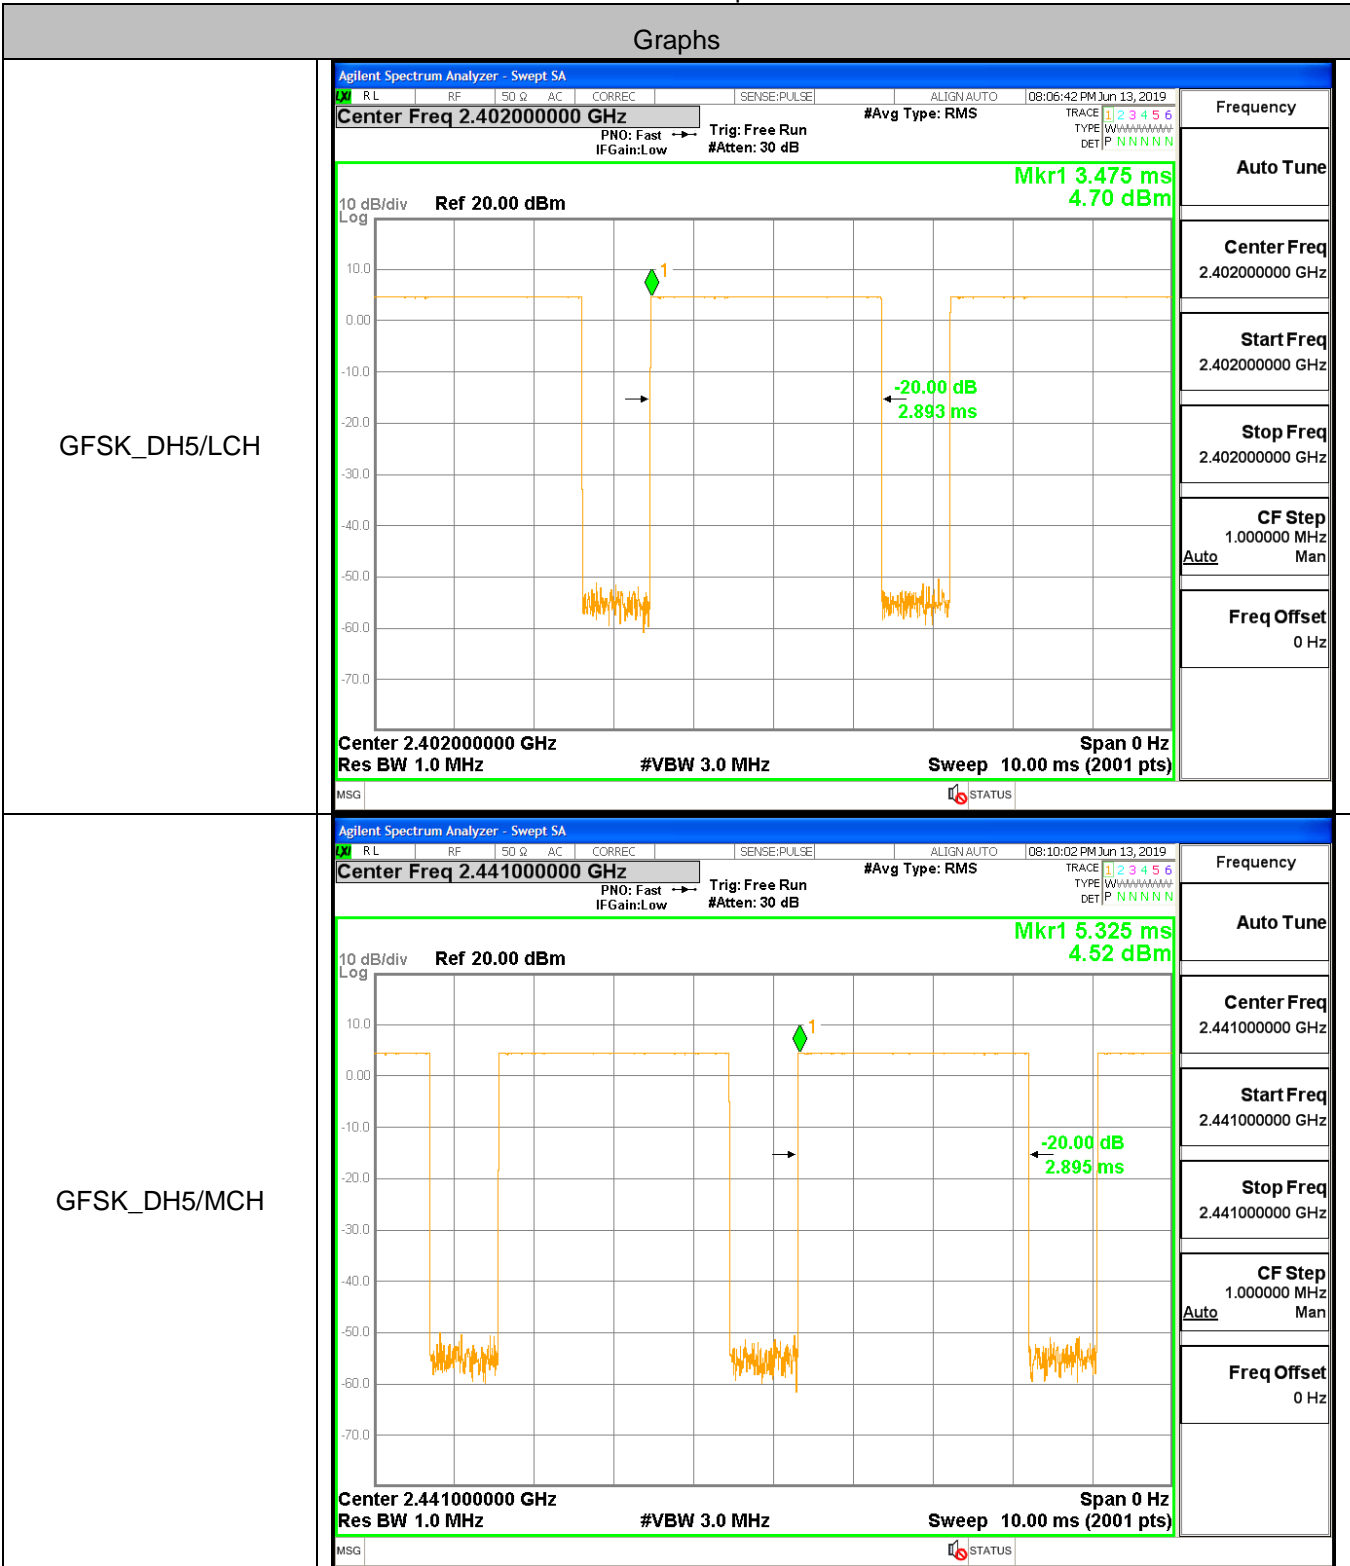 Graphs
GFSK_DH5/LCH
Agilent Spectrum Analyzer - Swept SA
LXI RL RF 50 Ω AC CORREC SENSE:PULSE ALIGN AUTO 08:06:42 PM Jun 13, 2019
Center Freq 2.402000000 GHz
PNO: Fast
IFGain:Low
Trig: Free Run
#Atten: 30 dB
#Avg Type: RMS
TRACE 1 2 3 4 5 6
TYPE
DET P N N N N N
Mkr1 3.475 ms
4.70 dBm
10 dB/div Ref 20.00 dBm
Log
10.0
0.00
-10.0
-20.0
-30.0
-40.0
-50.0
-60.0
-70.0
1
-20.00 dB
2.893 ms
Center 2.402000000 GHz Span 0 Hz
Res BW 1.0 MHz #VBW 3.0 MHz Sweep 10.00 ms (2001 pts)
MSG STATUS
Frequency
Auto Tune
Center Freq
2.402000000 GHz
Start Freq
2.402000000 GHz
Stop Freq
2.402000000 GHz
CF Step
1.000000 MHz
Auto Man
Freq Offset
0 Hz
GFSK_DH5/MCH
Agilent Spectrum Analyzer - Swept SA
LXI RL RF 50 Ω AC CORREC SENSE:PULSE ALIGN AUTO 08:10:02 PM Jun 13, 2019
Center Freq 2.441000000 GHz
PNO: Fast
IFGain:Low
Trig: Free Run
#Atten: 30 dB
#Avg Type: RMS
TRACE 1 2 3 4 5 6
TYPE
DET P N N N N N
Mkr1 5.325 ms
4.52 dBm
10 dB/div Ref 20.00 dBm
Log
10.0
0.00
-10.0
-20.0
-30.0
-40.0
-50.0
-60.0
-70.0
1
-20.00 dB
2.895 ms
Center 2.441000000 GHz Span 0 Hz
Res BW 1.0 MHz #VBW 3.0 MHz Sweep 10.00 ms (2001 pts)
MSG STATUS
Frequency
Auto Tune
Center Freq
2.441000000 GHz
Start Freq
2.441000000 GHz
Stop Freq
2.441000000 GHz
CF Step
1.000000 MHz
Auto Man
Freq Offset
0 Hz